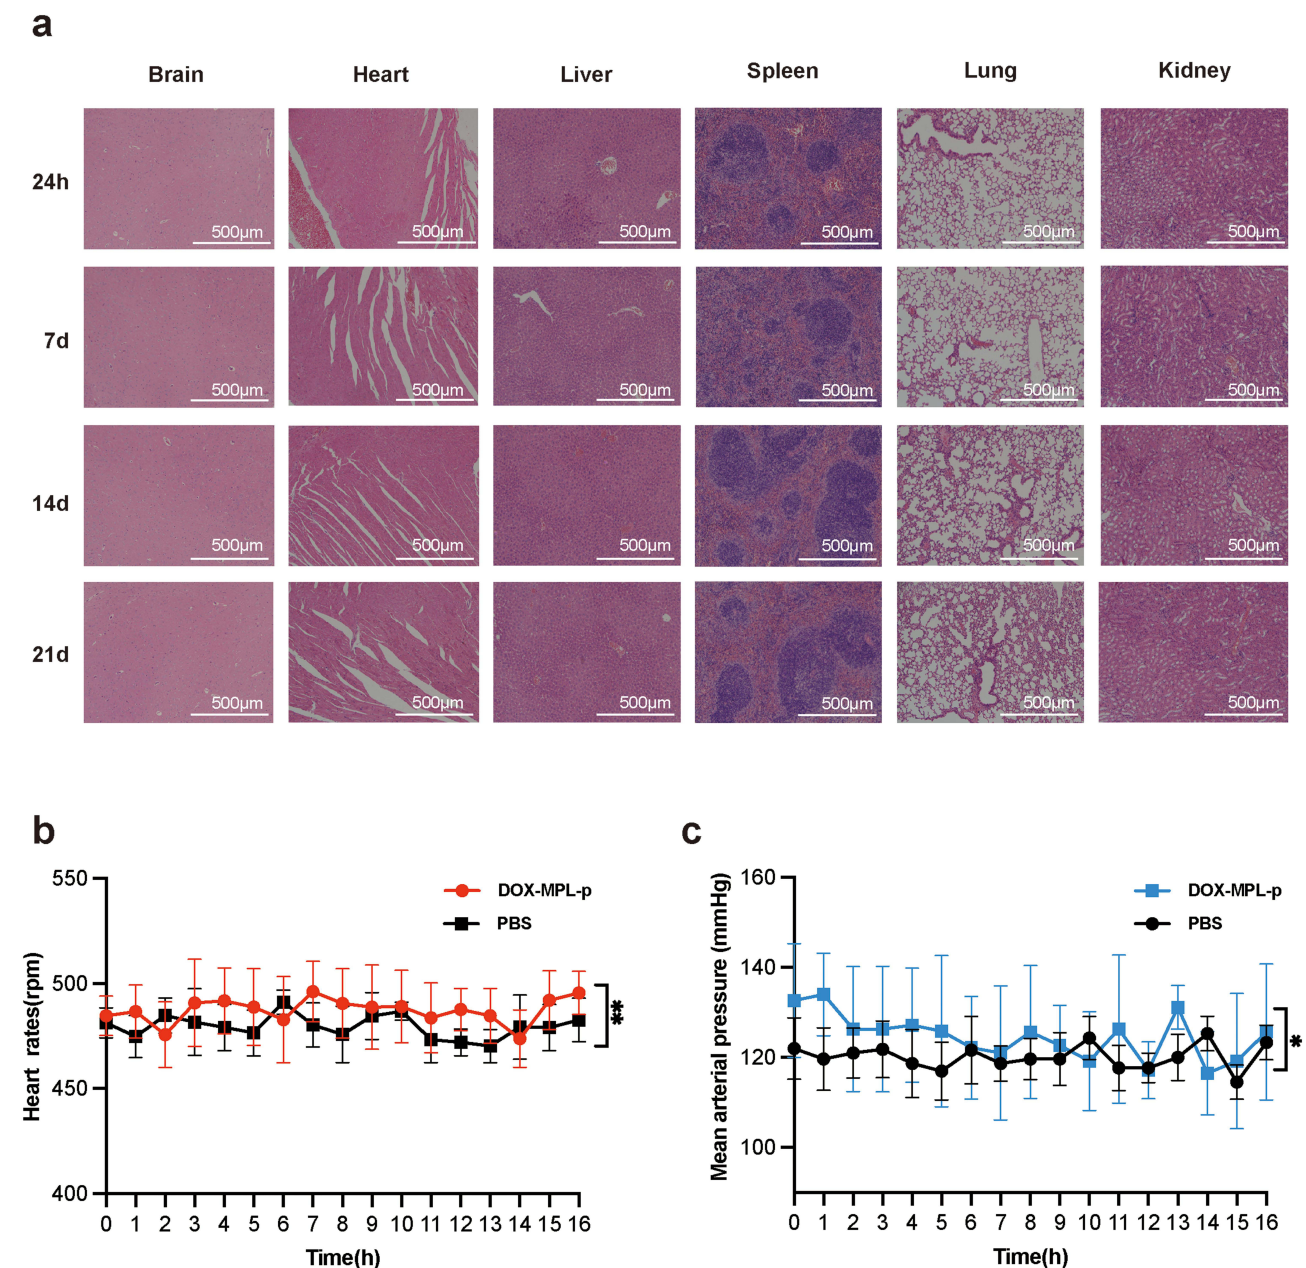 a
Brain Heart Liver Spleen Lung Kidney
24h
500µm 500µm 500µm 500µm 500µm 500µm
7d
500µm 500µm 500µm 500µm 500µm 500µm
14d
500µm 500µm 500µm 500µm 500µm 500µm
21d
500µm 500µm 500µm 500µm 500µm 500µm
b
550
500
450
400
Heart rates(rpm)
DOX-MPL-p
PBS
**
0 1 2 3 4 5 6 7 8 9 10 11 12 13 14 15 16
Time(h)
c
160
140
120
100
Mean arterial pressure (mmHg)
DOX-MPL-p
PBS
*
0 1 2 3 4 5 6 7 8 9 10 11 12 13 14 15 16
Time(h)